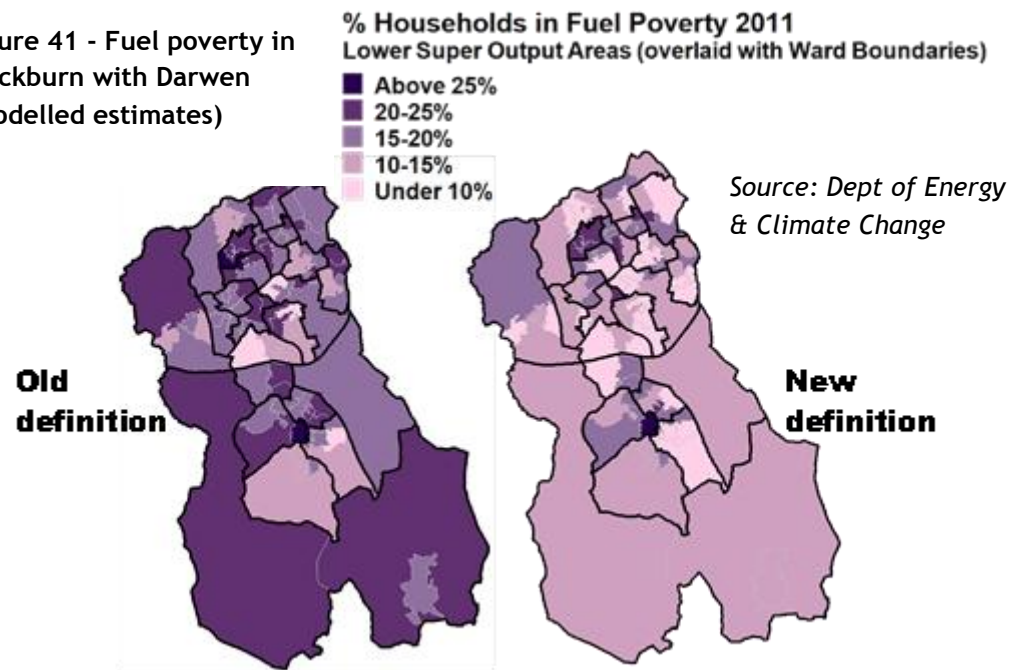 ure 41 - Fuel poverty in
ckburn with Darwen
odelled estimates)
% Households in Fuel Poverty 2011
Lower Super Output Areas (overlaid with Ward Boundaries)
Above 25%
20-25%
15-20%
10-15%
Under 10%
Source: Dept of Energy
& Climate Change
Old
definition
New
definition